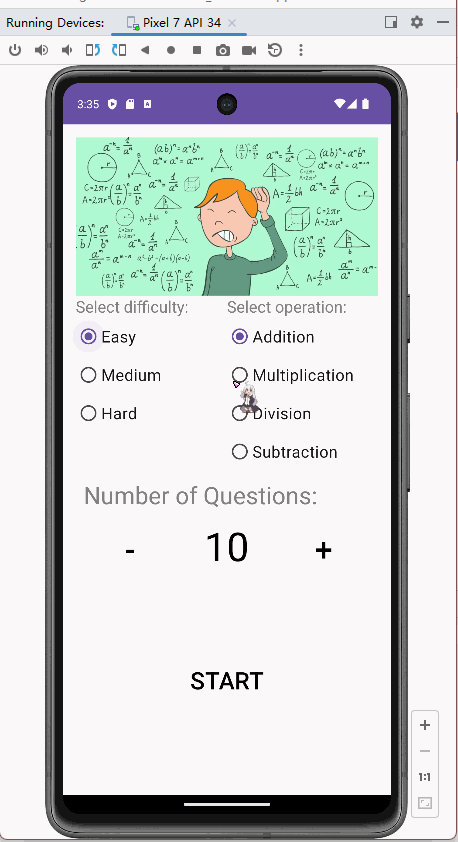 Running Devices: Pixel 7 API 34
3:35
Select difficulty: Select operation:
Easy Addition
Medium Multiplication
Hard Division
Subtraction
Number of Questions:
- 10 +
START
+
−
1:1